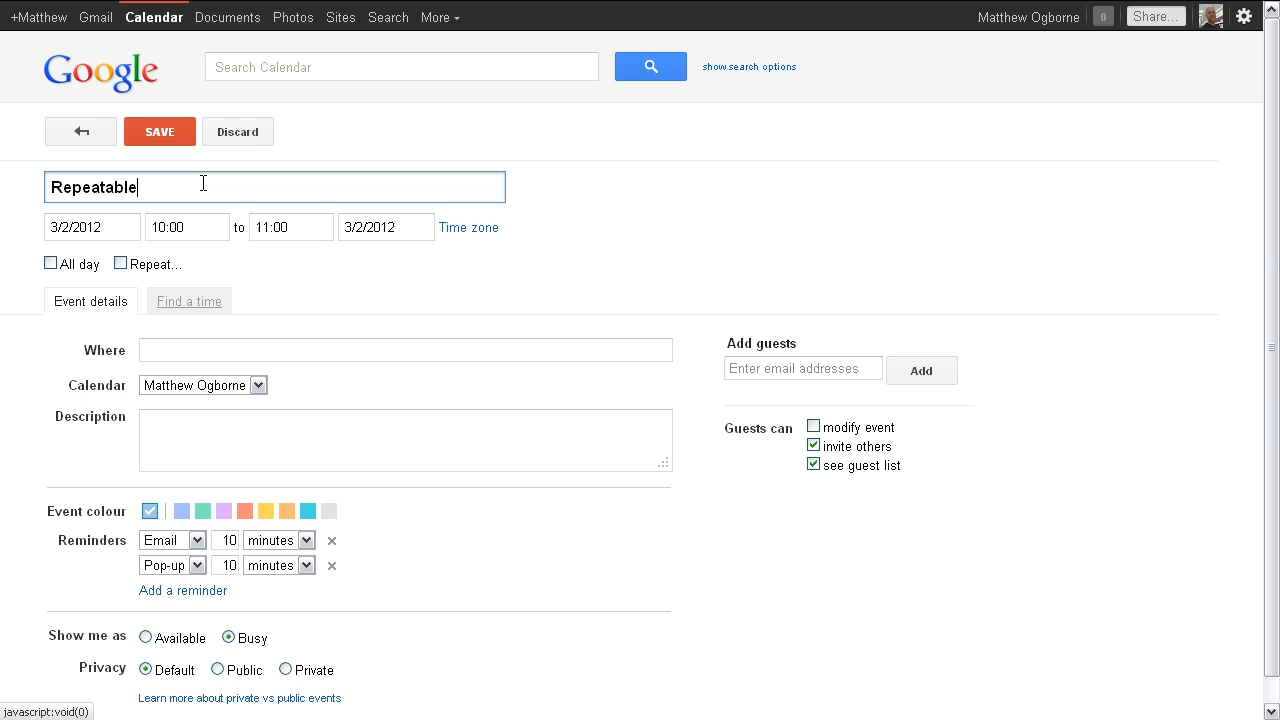 +Matthew Gmail Calendar Documents Photos Sites Search More Matthew Ogborne 0 Share...
Google Search Calendar show search options
SAVE Discard
Repeatable
3/2/2012 10:00 to 11:00 3/2/2012 Time zone
All day Repeat...
Event details Find a time
Where
Calendar Matthew Ogborne
Description
Add guests
Enter email addresses Add
Guests can modify event
invite others
see guest list
Event colour
Reminders Email 10 minutes
Pop-up 10 minutes
Add a reminder
Show me as Available Busy
Privacy Default Public Private
Learn more about private vs public events
javascript:void(0)